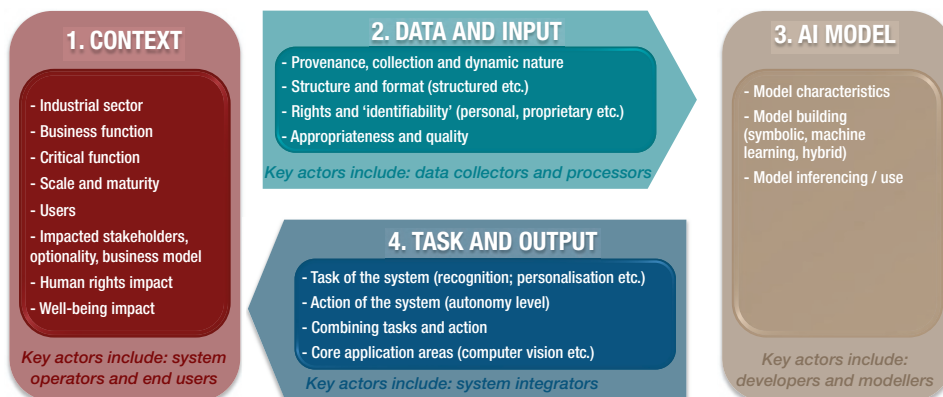 1. CONTEXT
- Industrial sector
- Business function
- Critical function
- Scale and maturity
- Users
- Impacted stakeholders,
optionality, business model
- Human rights impact
- Well-being impact
Key actors include: system
operators and end users
2. DATA AND INPUT
- Provenance, collection and dynamic nature
- Structure and format (structured etc.)
- Rights and ‘identifiability’ (personal, proprietary etc.)
- Appropriateness and quality
Key actors include: data collectors and processors
3. AI MODEL
- Model characteristics
- Model building
(symbolic, machine
learning, hybrid)
- Model inferencing / use
Key actors include:
developers and modellers
4. TASK AND OUTPUT
- Task of the system (recognition; personalisation etc.)
- Action of the system (autonomy level)
- Combining tasks and action
- Core application areas (computer vision etc.)
Key actors include: system integrators